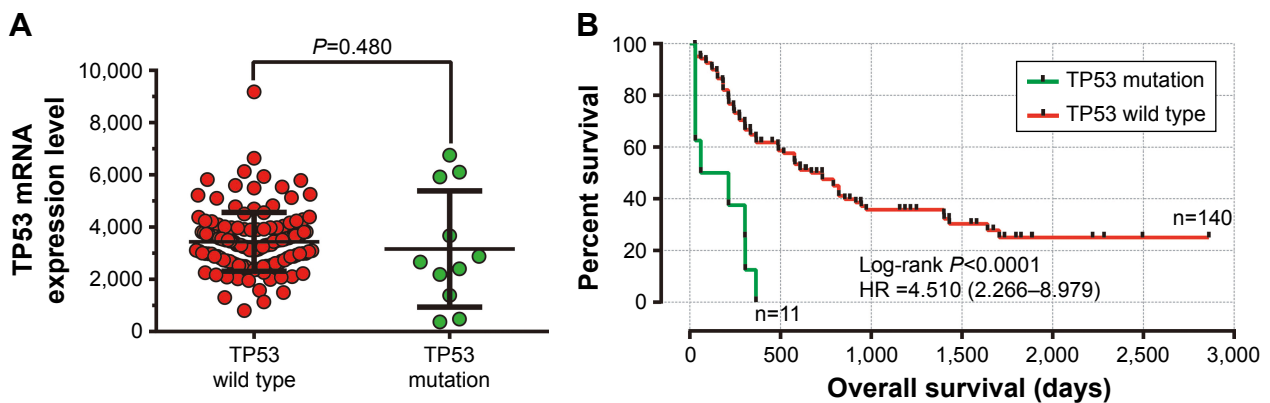 A
P=0.480
TP53 mRNA
expression level
10,000
8,000
6,000
4,000
2,000
0
TP53
wild type
TP53
mutation
B
Percent survival
100
80
60
40
20
0
TP53 mutation
TP53 wild type
n=140
Log-rank P<0.0001
HR =4.510 (2.266–8.979)
n=11
0 500 1,000 1,500 2,000 2,500 3,000
Overall survival (days)